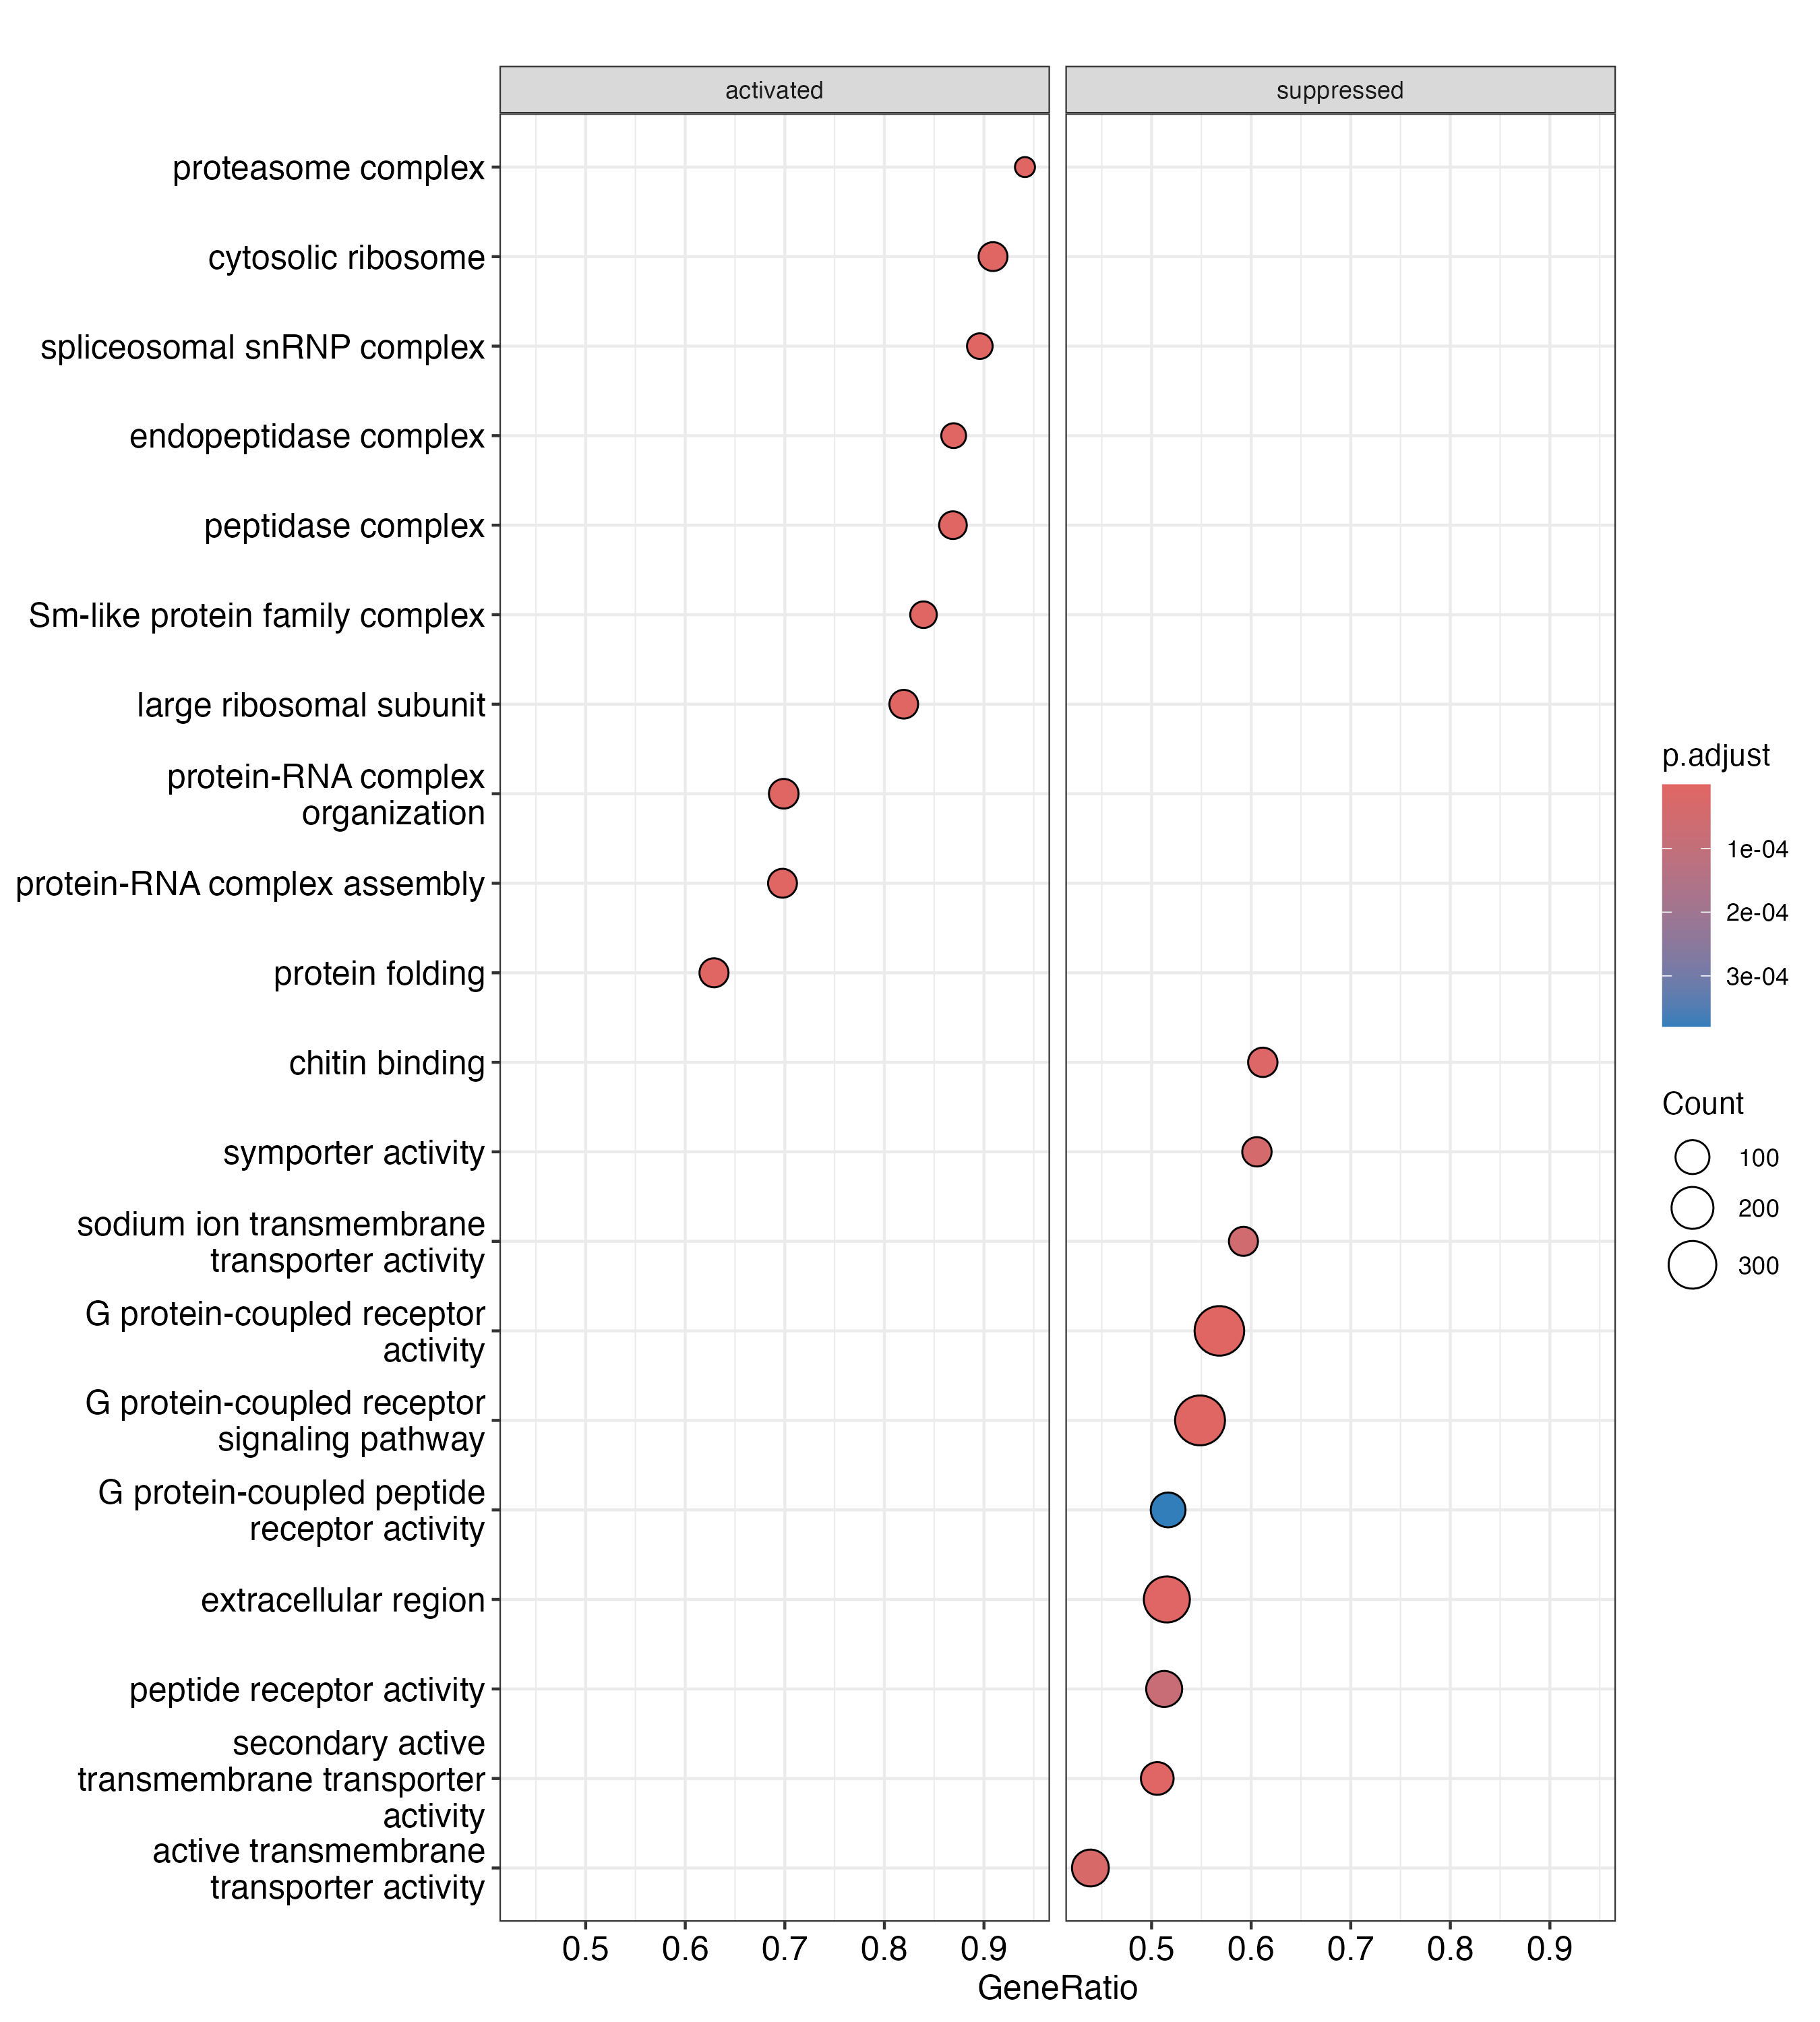 activated
suppressed
proteasome complex
cytosolic ribosome
spliceosomal snRNP complex
endopeptidase complex
peptidase complex
Sm-like protein family complex
large ribosomal subunit
protein-RNA complex
organization
protein-RNA complex assembly
protein folding
chitin binding
symporter activity
sodium ion transmembrane
transporter activity
G protein-coupled receptor
activity
G protein-coupled receptor
signaling pathway
G protein-coupled peptide
receptor activity
extracellular region
peptide receptor activity
secondary active
transmembrane transporter
activity
active transmembrane
transporter activity
0.5 0.6 0.7 0.8 0.9
0.5 0.6 0.7 0.8 0.9
GeneRatio
p.adjust
1e-04
2e-04
3e-04
Count
100
200
300